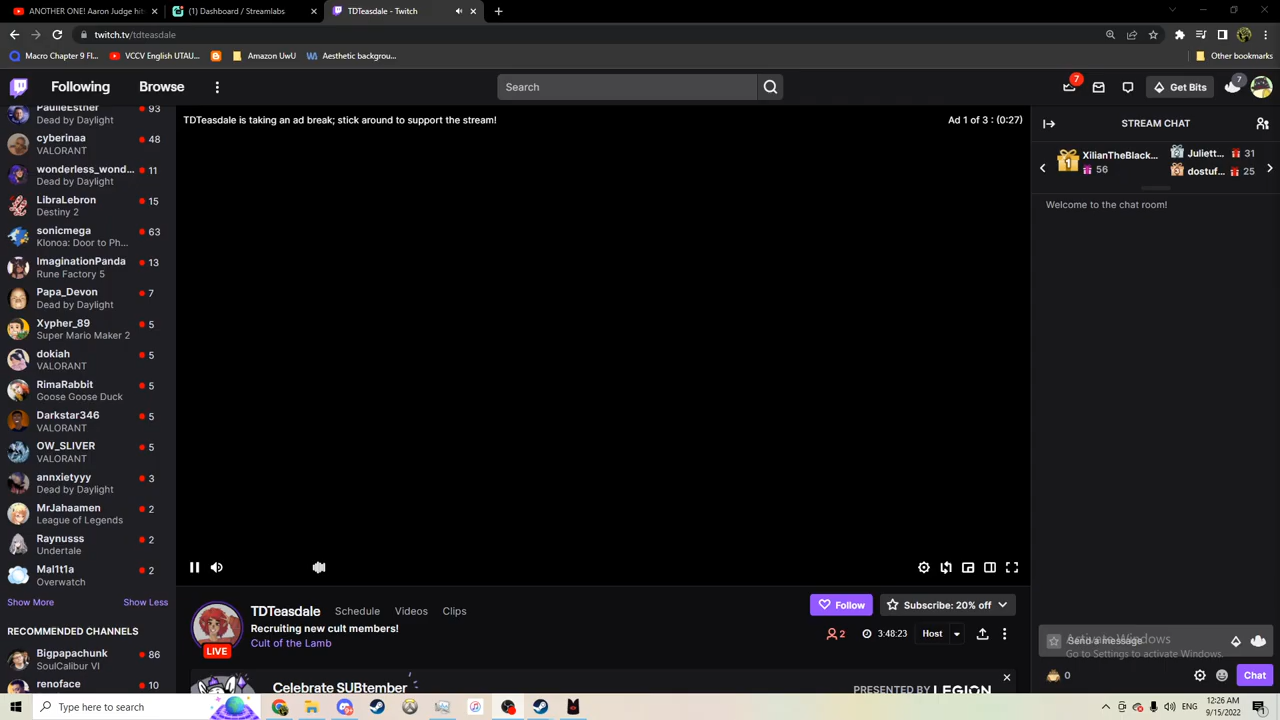 ANOTHER ONE! Aaron Judge hit
(1) Dashboard / Streamlabs
TDTeasdale - Twitch
twitch.tv/tdteasdale
Macro Chapter 9 Fl...
VCCV English UTAU...
Amazon UwU
Aesthetic backgrou...
Other bookmarks
Following
Browse
Search
7
Get Bits
7
PaulieEsther
93
Dead by Daylight
cyberinaa
48
VALORANT
wonderless_wond...
11
Dead by Daylight
LibraLebron
15
Destiny 2
sonicmega
63
Klonoa: Door to Ph...
ImaginationPanda
13
Rune Factory 5
Papa_Devon
7
Dead by Daylight
Xypher_89
5
Super Mario Maker 2
dokiah
5
VALORANT
RimaRabbit
5
Goose Goose Duck
Darkstar346
5
VALORANT
OW_SLIVER
5
VALORANT
annxietyyy
3
Dead by Daylight
MrJahaamen
2
League of Legends
Raynusss
2
Undertale
Mal1t1a
2
Overwatch
Show More
Show Less
RECOMMENDED CHANNELS
Bigpapachunk
86
SoulCalibur VI
renoface
10
TDTeasdale is taking an ad break; stick around to support the stream!
Ad 1 of 3 : (0:27)
LIVE
TDTeasdale
Schedule
Videos
Clips
Recruiting new cult members!
Cult of the Lamb
Follow
Subscribe: 20% off
2
3:48:23
Host
Celebrate SUBtember
PRESENTED BY LEGION
STREAM CHAT
1
XilianTheBlack...
56
Juliett...
31
dostuf...
25
Welcome to the chat room!
Send a message
Activate Windows
Go to Settings to activate Windows.
0
Chat
Type here to search
ENG
12:26 AM
9/15/2022